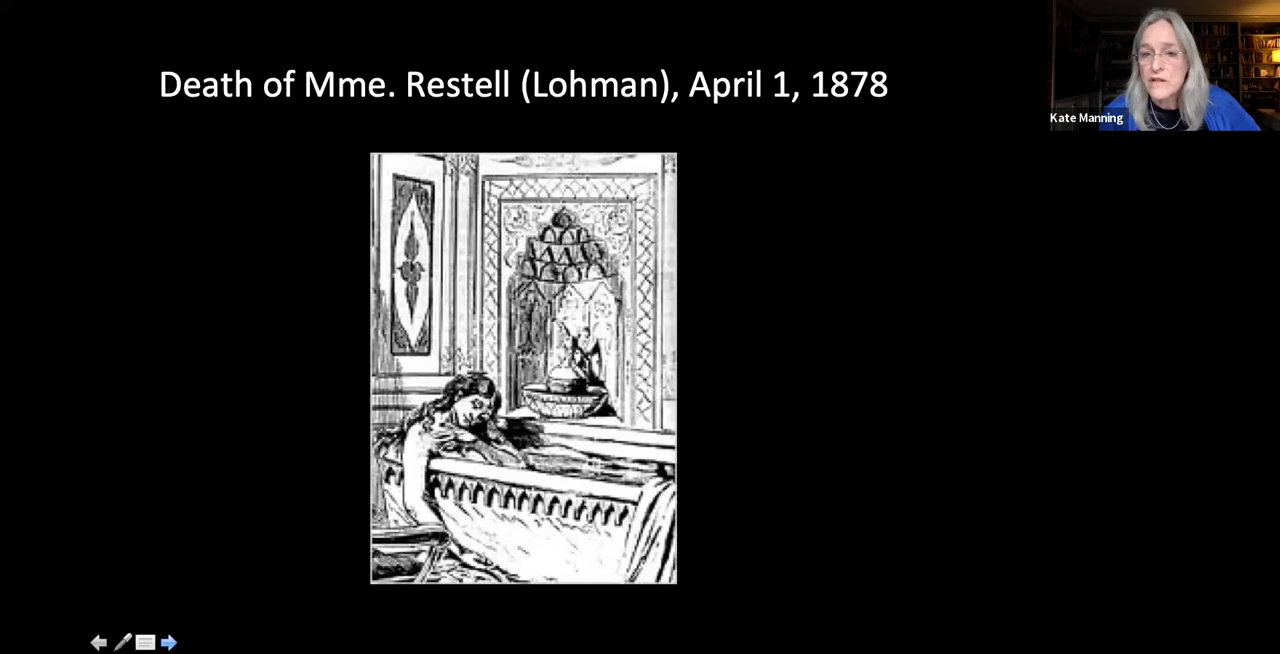 Death of Mme. Restell (Lohman), April 1, 1878
Kate Manning